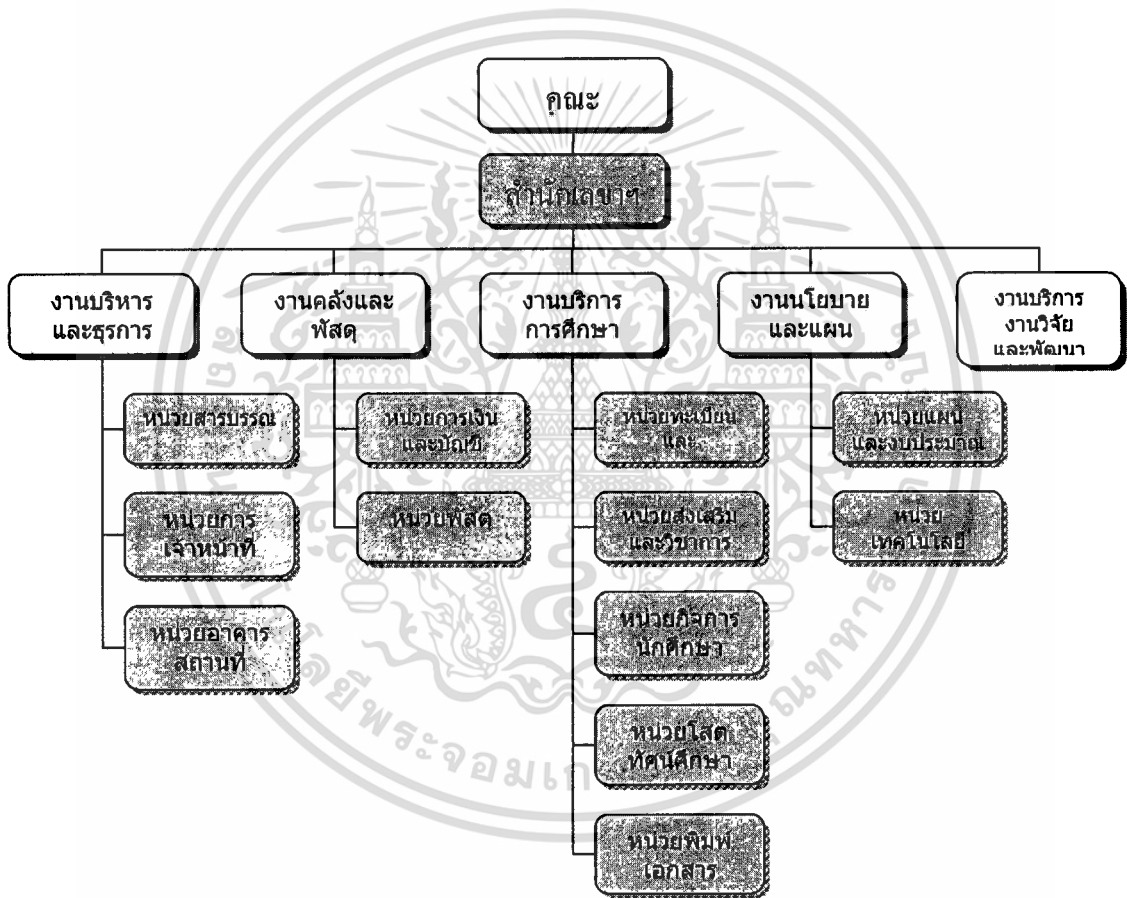 คณะ
สำนักเลขาฯ
งานบริหาร
และธุรการ
งานคลังและ
พัสดุ
งานบริการ
การศึกษา
งานนโยบาย
และแผน
งานบริการ
งานวิจัย
และพัฒนา
หน่วยสารบรรณ
หน่วยการ
เจ้าหน้าที่
หน่วยอาคาร
สถานที่
หน่วยการเงิน
และบัญชี
หน่วยพัสดุ
หน่วยทะเบียน
และ
หน่วยส่งเสริม
และวิชาการ
หน่วยกิจการ
นักศึกษา
หน่วยโสต
ทัศนศึกษา
หน่วยพิมพ์
เอกสาร
หน่วยแผน
และงบประมาณ
หน่วย
เทคโนโลยี